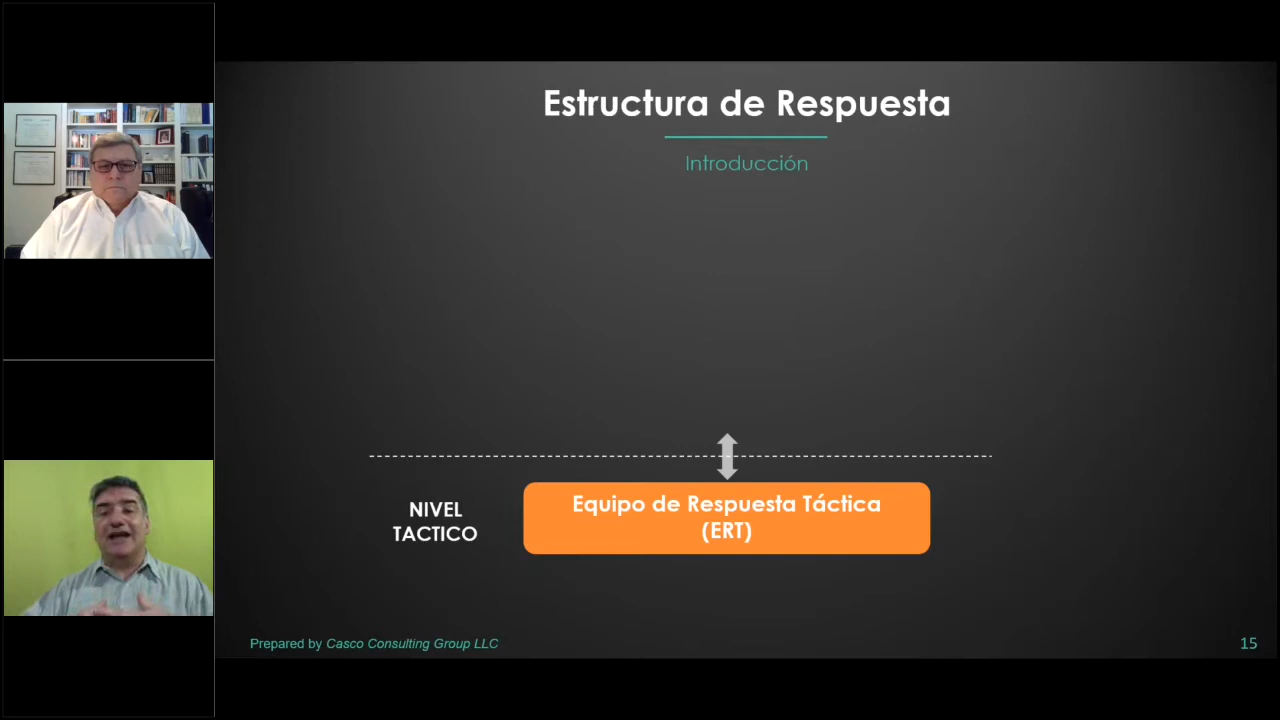 Estructura de Respuesta
Introducción
NIVEL
TACTICO
Equipo de Respuesta Táctica
(ERT)
Prepared by Casco Consulting Group LLC
15